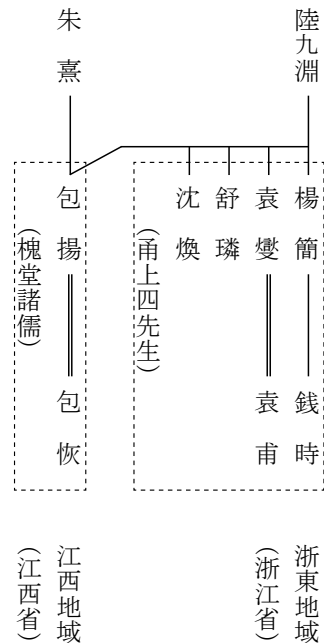 陸九淵
楊簡
銭時
浙東地域
(浙江省)
袁燮
袁甫
舒璘
沈煥
(甬上四先生)
朱熹
包揚
包恢
江西地域
(江西省)
(槐堂諸儒)